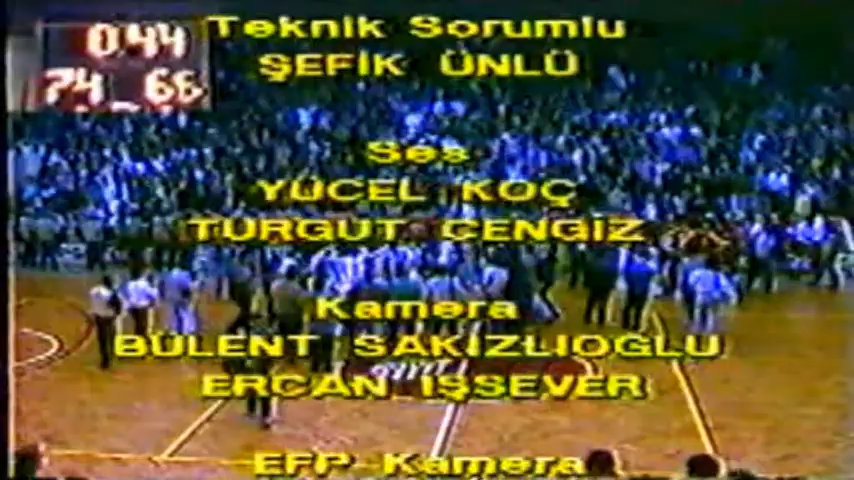 0:44
74 _ 66
Teknik Sorumlu
ŞEFİK ÜNLÜ
Ses
YÜCEL KOÇ
TURGUT CENGİZ
Kamera
BÜLENT SAKIZLIOĞLU
ERCAN IŞSEVER
EFP Kamera